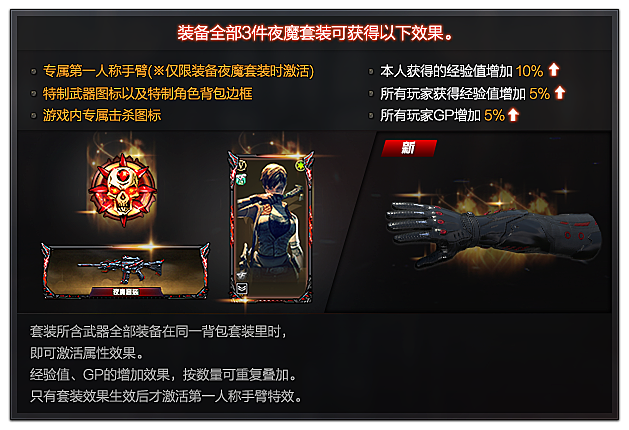 装备全部3件夜魔套装可获得以下效果。
专属第一人称手臂(※仅限装备夜魔套装时激活)
特制武器图标以及特制角色背包边框
游戏内专属击杀图标
本人获得的经验值增加 10%
所有玩家获得经验值增加 5%
所有玩家GP增加 5%
新
夜魔套装
套装所含武器全部装备在同一背包套装里时，
即可激活属性效果。
经验值、GP的增加效果，按数量可重复叠加。
只有套装效果生效后才激活第一人称手臂特效。